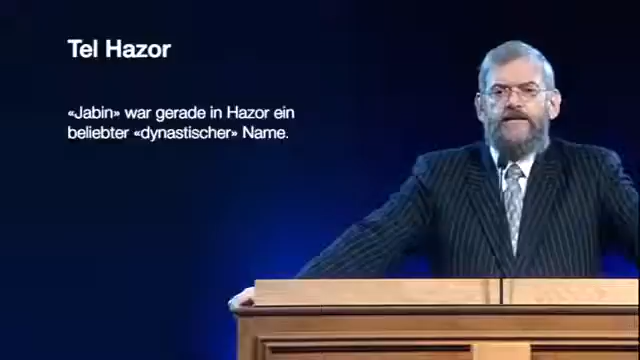 Tel Hazor
«Jabin» war gerade in Hazor ein
beliebter «dynastischer» Name.